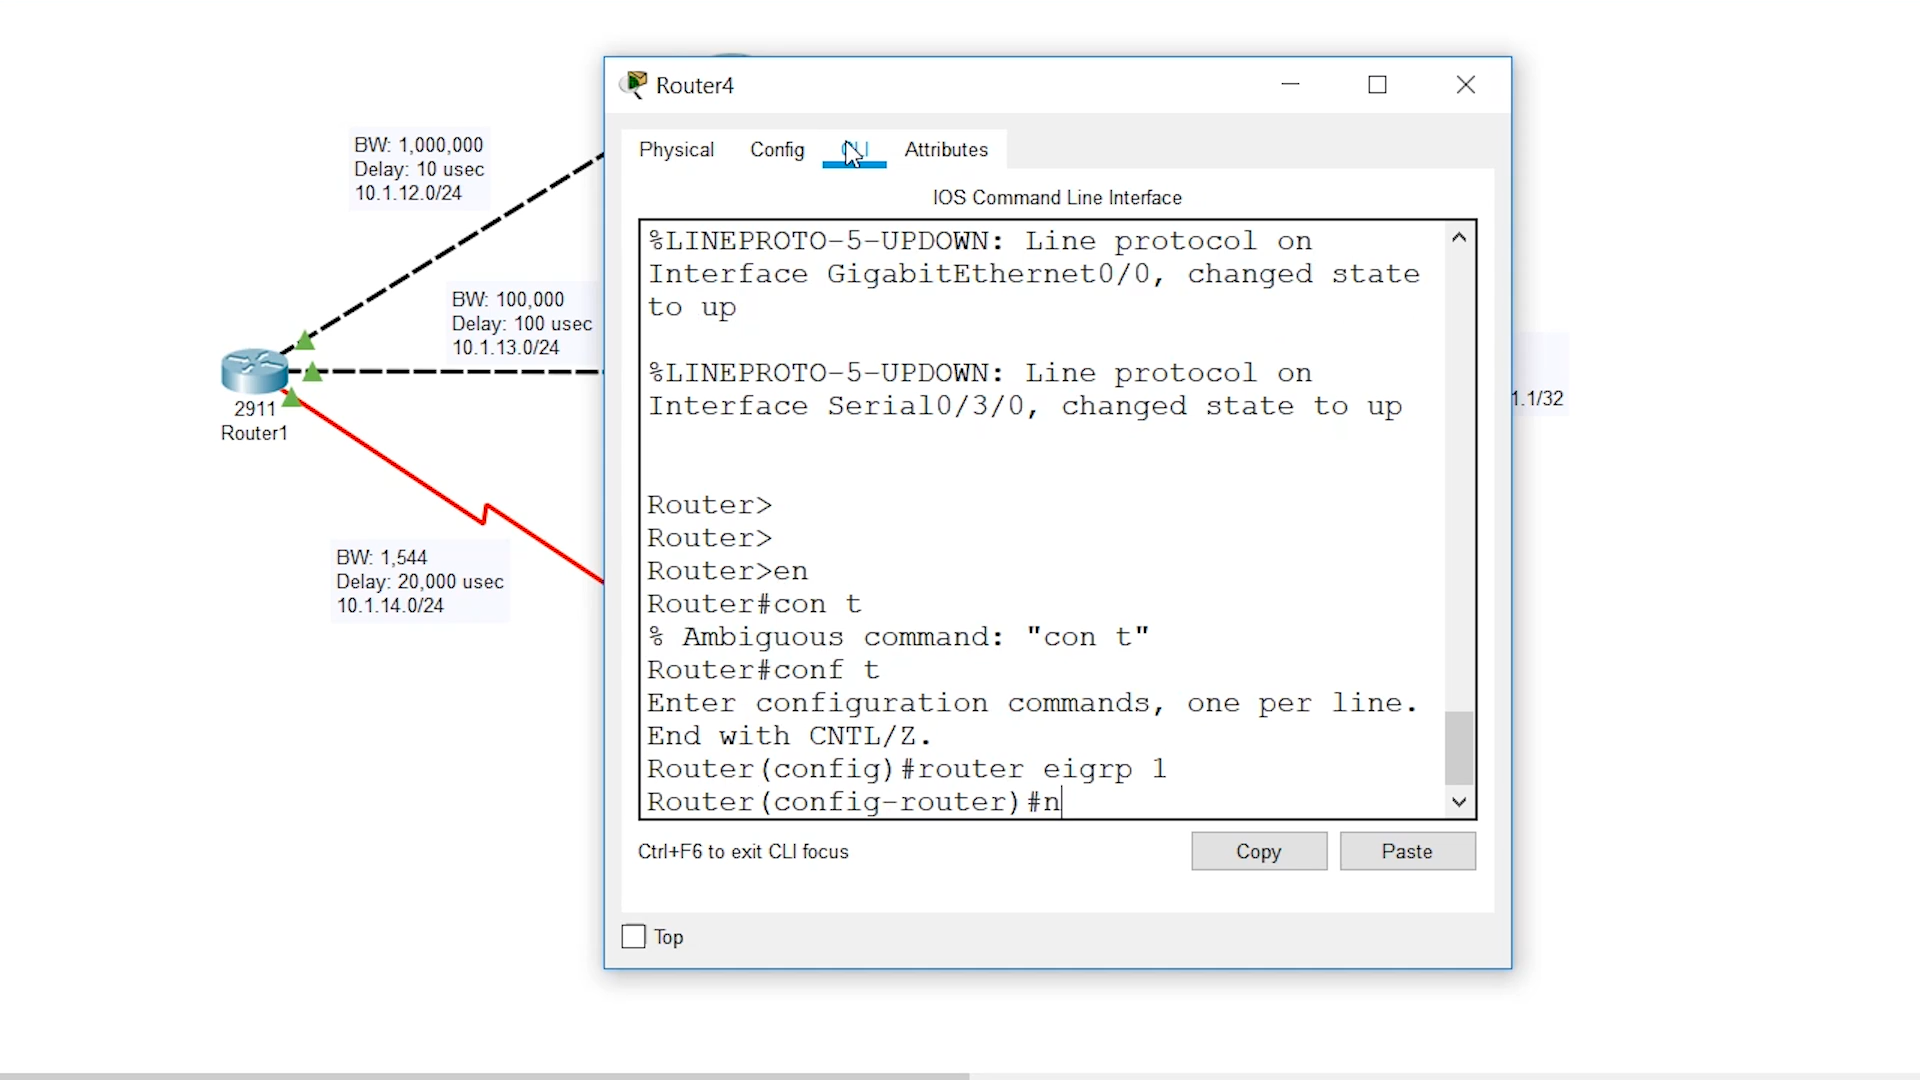 Router4
Physical
Config
CLI
Attributes
IOS Command Line Interface
BW: 1,000,000
Delay: 10 usec
10.1.12.0/24
BW: 100,000
Delay: 100 usec
10.1.13.0/24
2911
Router1
BW: 1,544
Delay: 20,000 usec
10.1.14.0/24
1.1/32
%LINEPROTO-5-UPDOWN: Line protocol on
Interface GigabitEthernet0/0, changed state
to up
%LINEPROTO-5-UPDOWN: Line protocol on
Interface Serial0/3/0, changed state to up
Router>
Router>
Router>en
Router#con t
% Ambiguous command: "con t"
Router#conf t
Enter configuration commands, one per line.
End with CNTL/Z.
Router(config)#router eigrp 1
Router(config-router)#n
Ctrl+F6 to exit CLI focus
Copy
Paste
Top